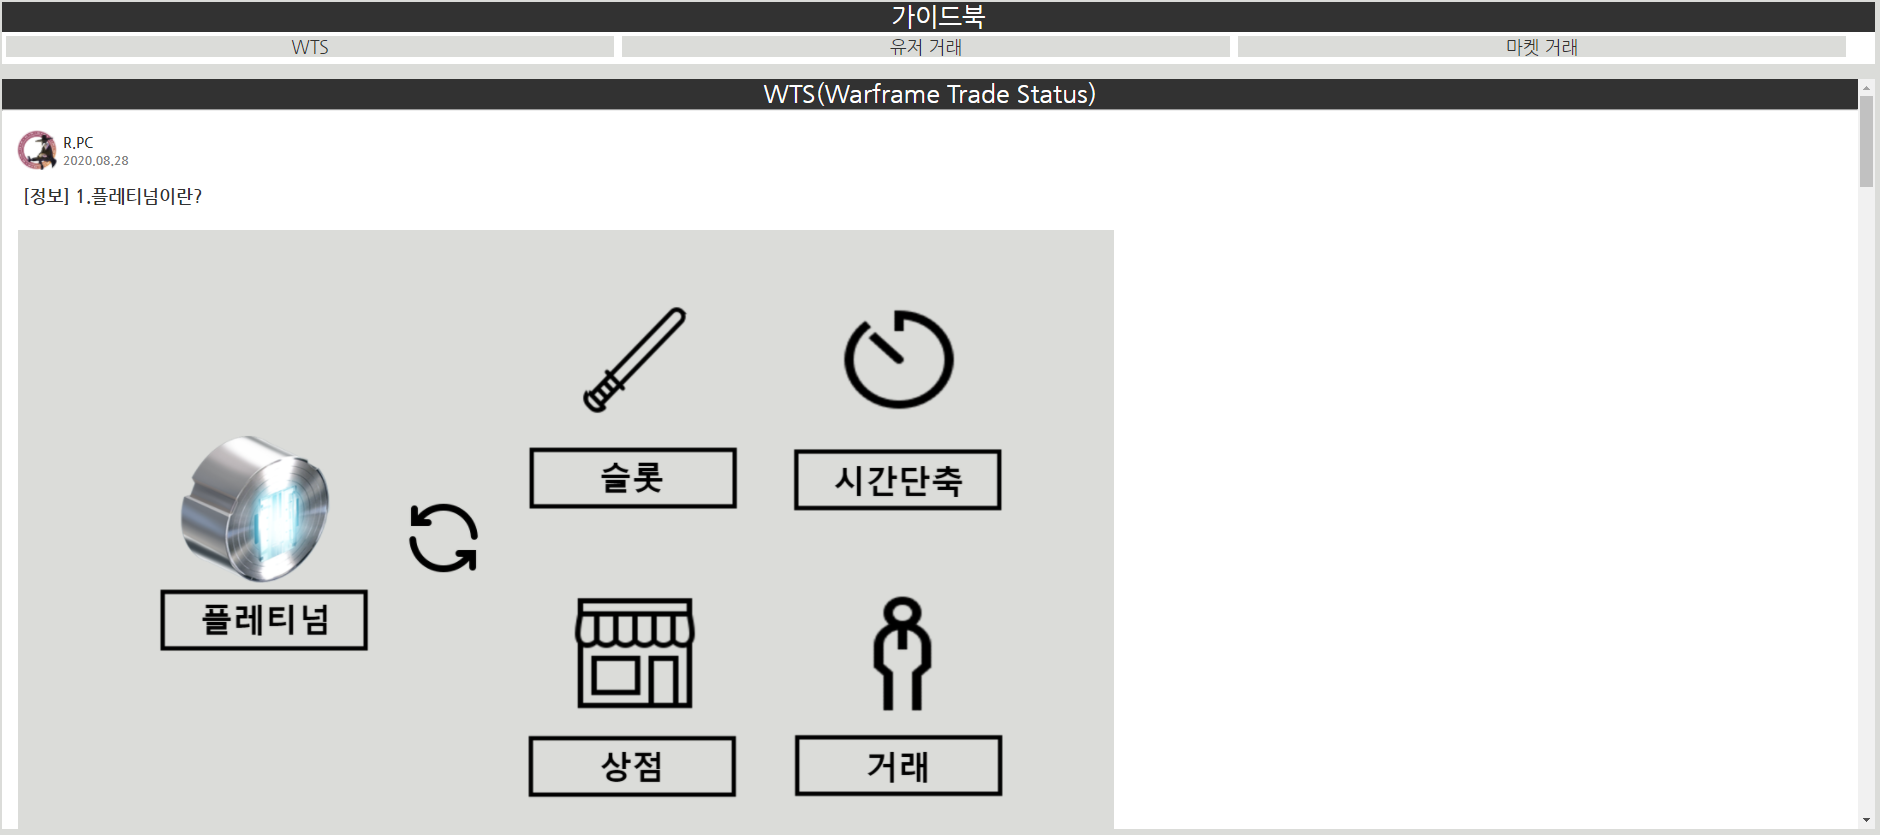 가이드북
WTS 유저 거래 마켓 거래
WTS(Warframe Trade Status)
R.PC
2020.08.28
[정보] 1.플레티넘이란?
슬롯 시간단축
플레티넘
상점 거래